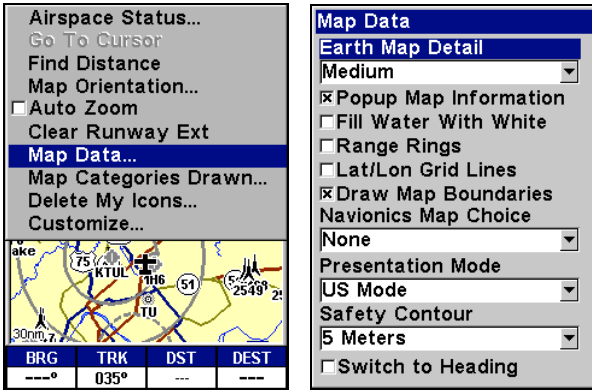 Airspace Status...
Go To Cursor
Find Distance
Map Orientation...
Auto Zoom
Clear Runway Ext
Map Data...
Map Categories Drawn...
Delete My Icons...
Customize...
ake
75
KTUL
1H6
51
2549
TU
30nm
BRG TRK DST DEST
---° 035° --- ---
Map Data
Earth Map Detail
Medium
Popup Map Information
Fill Water With White
Range Rings
Lat/Lon Grid Lines
Draw Map Boundaries
Navionics Map Choice
None
Presentation Mode
US Mode
Safety Contour
5 Meters
Switch to Heading